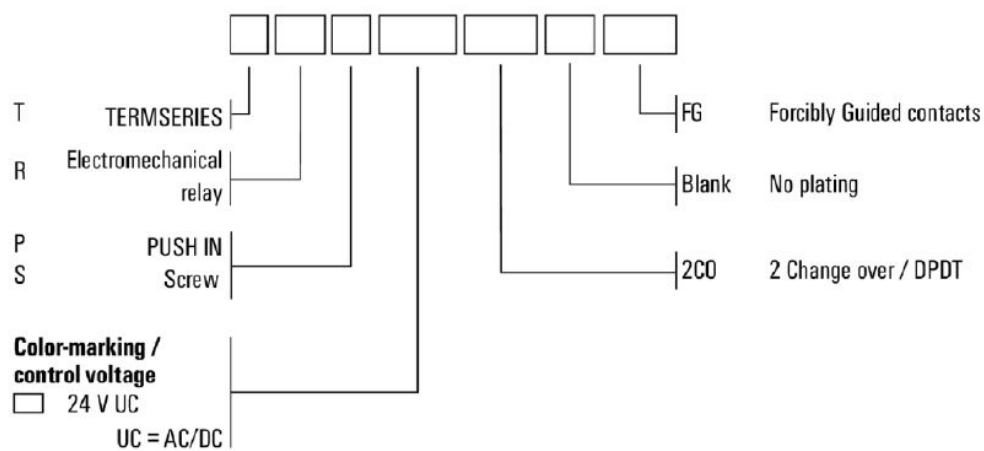 T TERMSERIES
FG Forcibly Guided contacts
R Electromechanical
relay
Blank No plating
P PUSH IN
S Screw
2CO 2 Change over / DPDT
Color-marking /
control voltage
24 V UC
UC = AC/DC